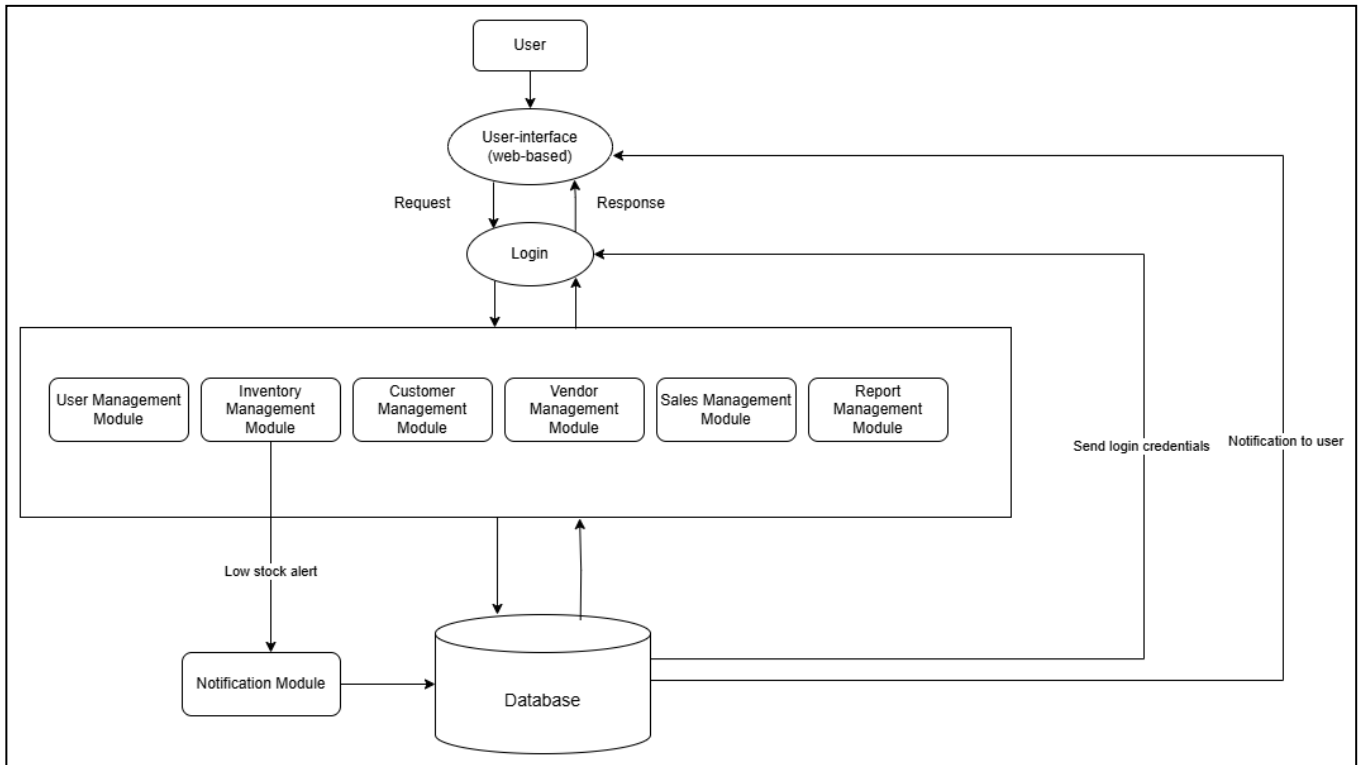 User
User-interface
(web-based)
Request
Response
Login
User Management
Module
Inventory
Management
Module
Customer
Management
Module
Vendor
Management
Module
Sales Management
Module
Report
Management
Module
Send login credentials
Notification to user
Low stock alert
Notification Module
Database